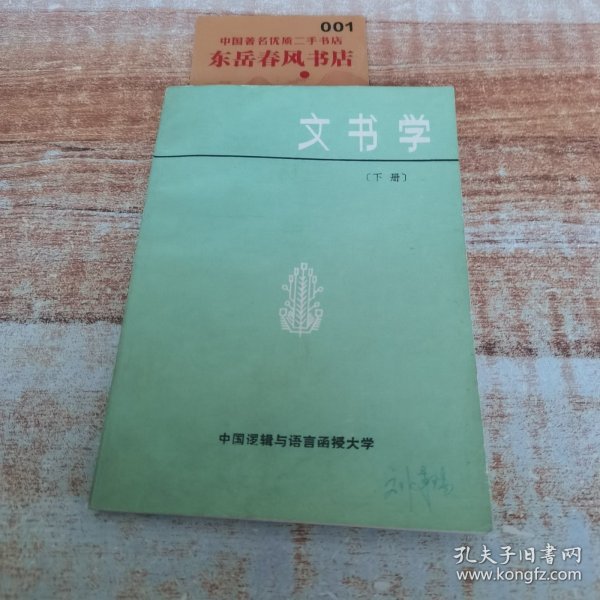 001
中国著名优质二手书店
东岳春风书店
文书学
〔下册〕
中国逻辑与语言函授大学
孔夫子旧书网
www.kongfz.com